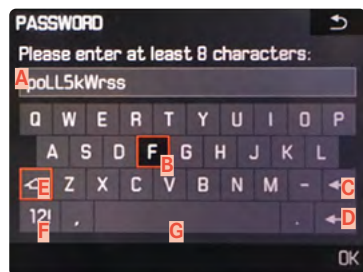 PASSWORD
Please enter at least 8 characters:
A poLL5kWrss
Q W E R T Y U I O P
A S D F G H J K L
B
E Z X C V B N M - C
12! , . D
F G
OK